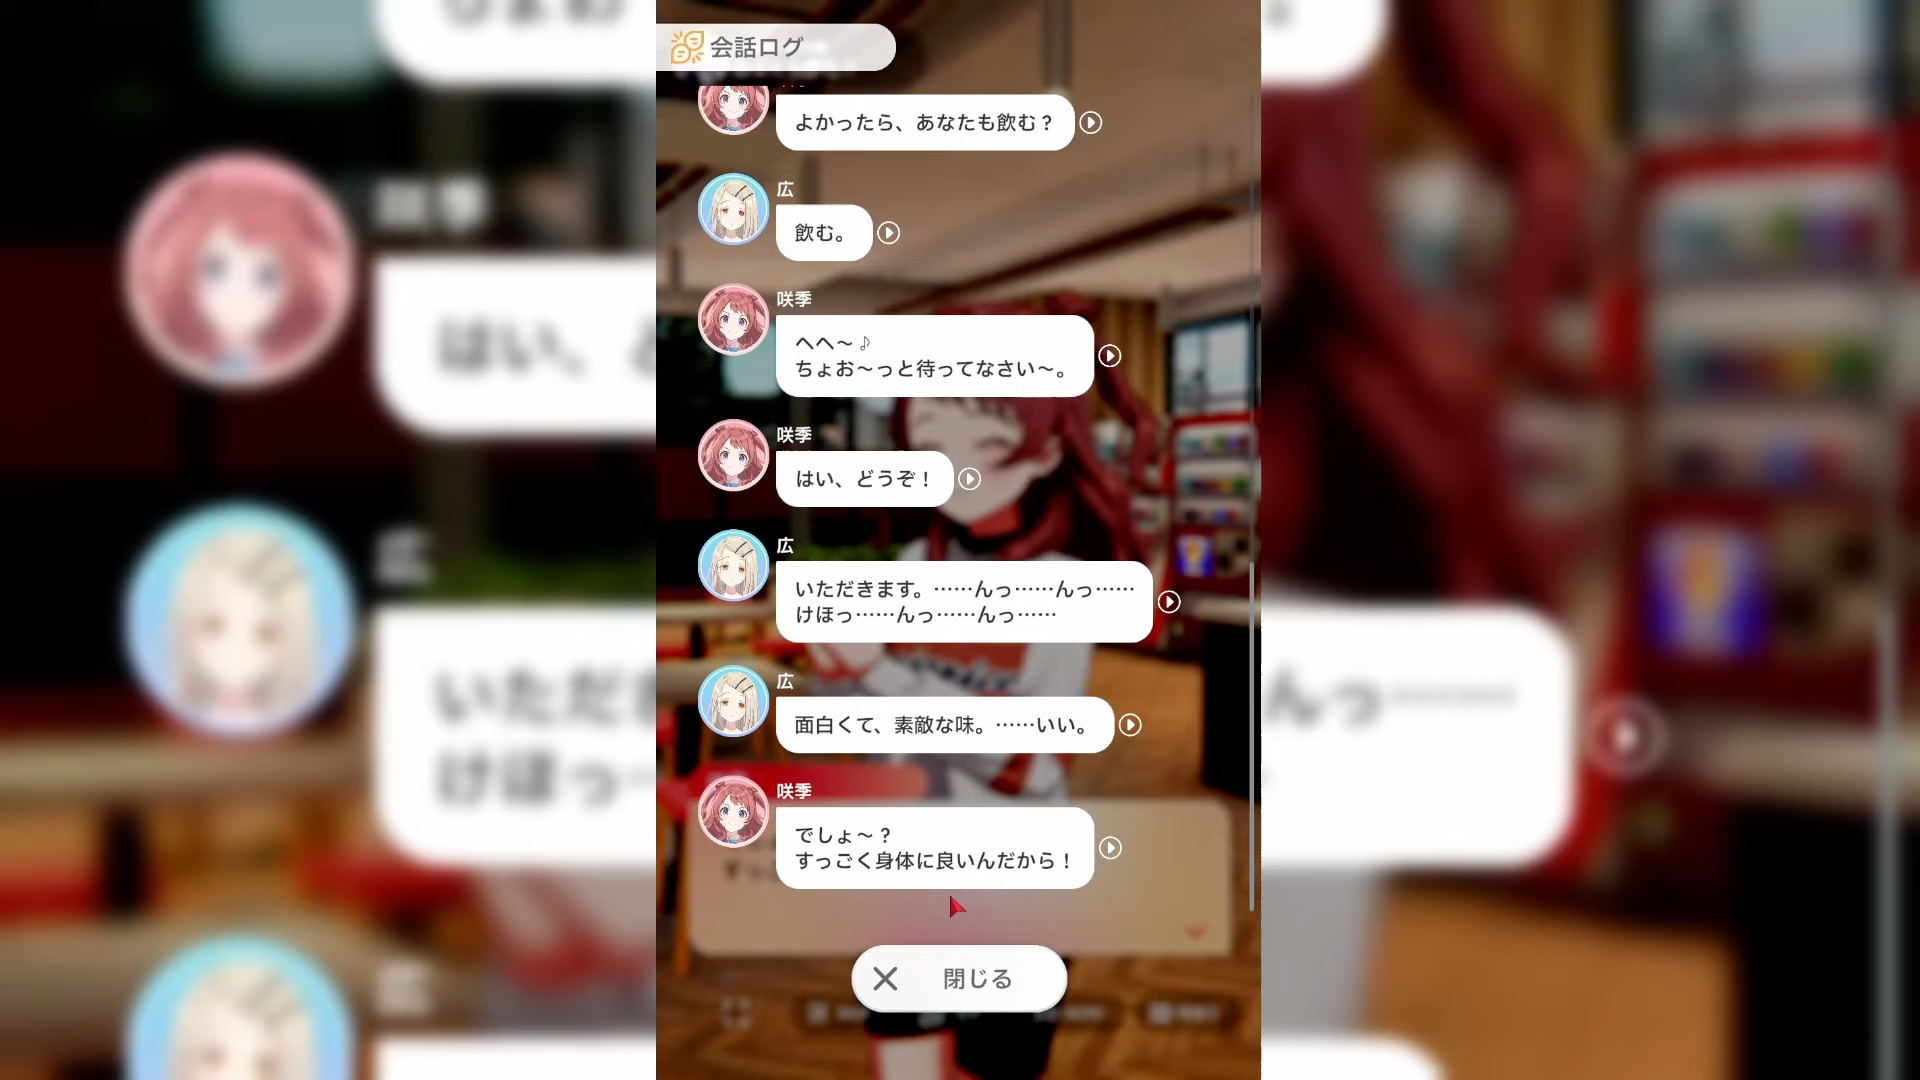 会話ログ
よかったら、あなたも飲む？
広
飲む。
咲季
へへ～♪
ちょお～っと待ってなさい～。
咲季
はい、どうぞ！
広
いただきます。……んっ……んっ……
けほっ……んっ……んっ……
広
面白くて、素敵な味。……いい。
咲季
でしょ～？
すっごく身体に良いんだから！
閉じる